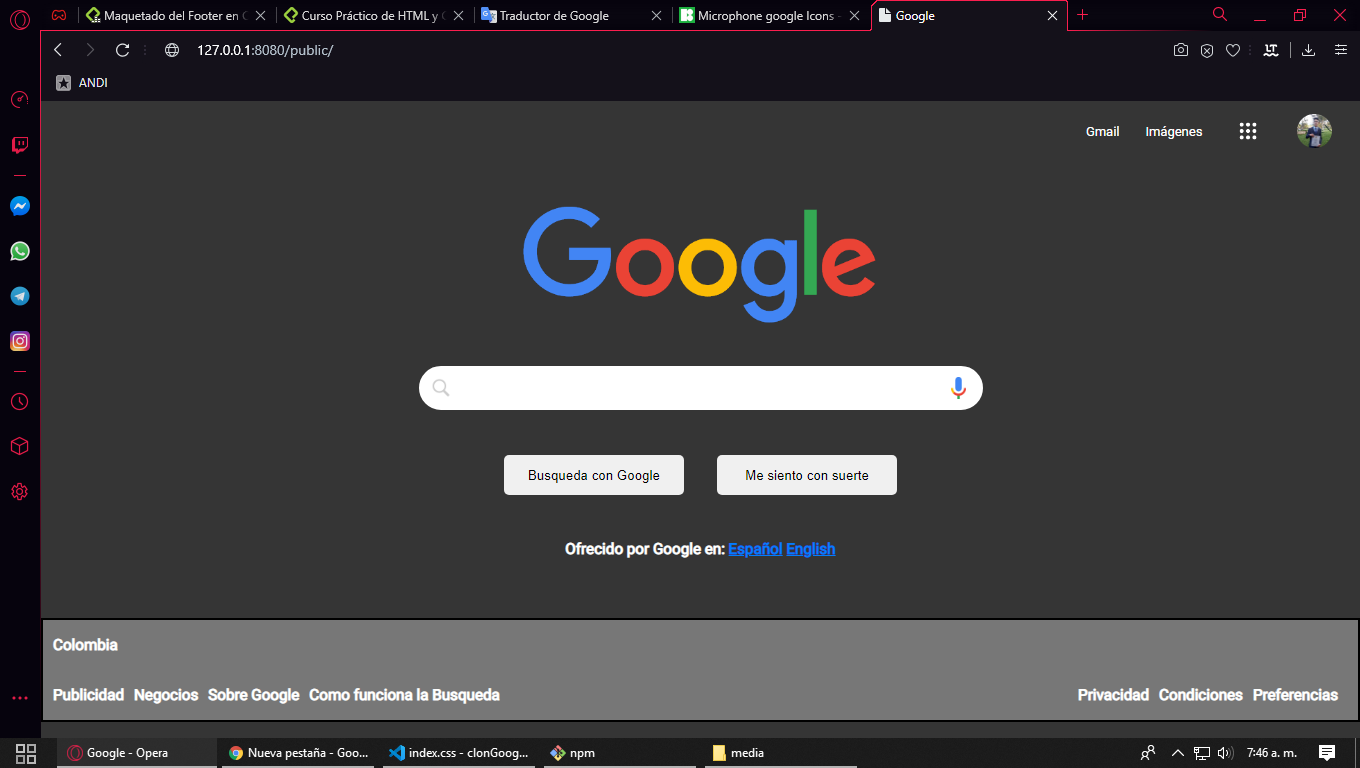 Maquetado del Footer en C
Curso Práctico de HTML y C
Traductor de Google
Microphone google Icons -
Google
127.0.0.1:8080/public/
ANDI
Gmail Imágenes
Google
Busqueda con Google Me siento con suerte
Ofrecido por Google en: Español English
Colombia
Publicidad Negocios Sobre Google Como funciona la Busqueda Privacidad Condiciones Preferencias
Google - Opera
Nueva pestaña - Goo...
index.css - clonGoog...
npm
media
7:46 a. m.